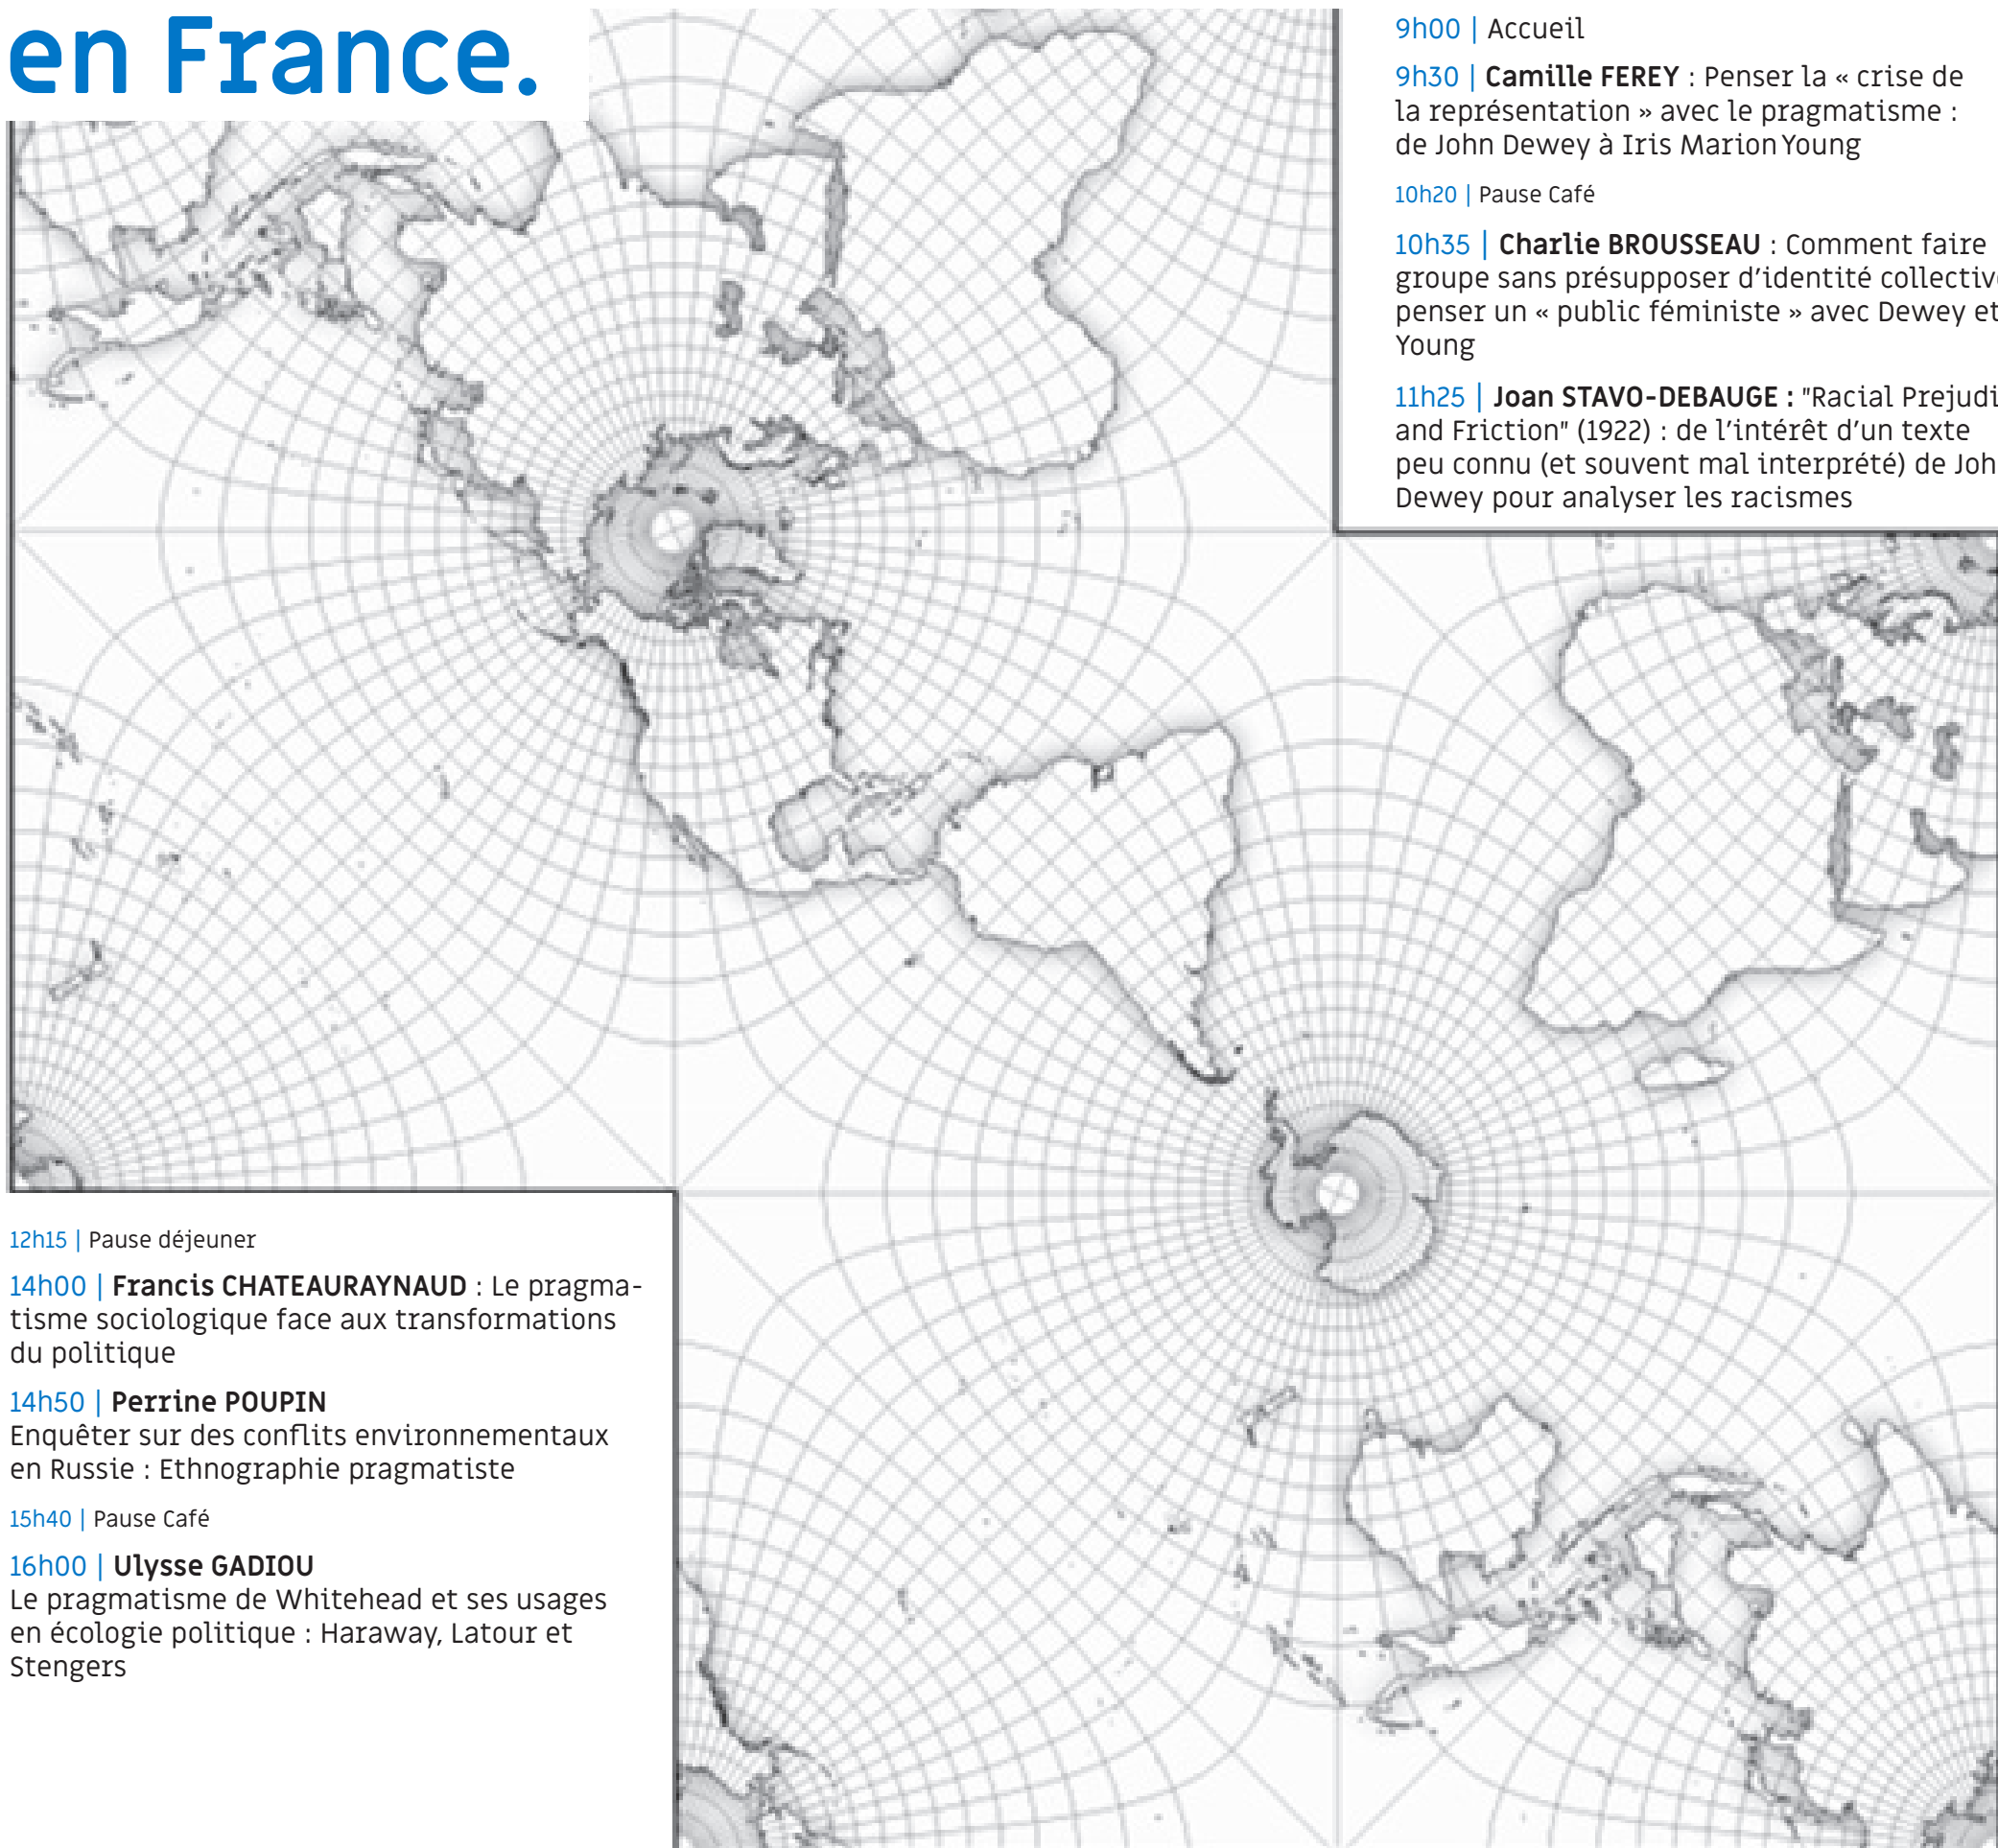 en France.
9h00 | Accueil
9h30 | Camille FEREY : Penser la « crise de
la représentation » avec le pragmatisme :
de John Dewey à Iris Marion Young
10h20 | Pause Café
10h35 | Charlie BROUSSEAU : Comment faire
groupe sans présupposer d’identité collective
penser un « public féministe » avec Dewey et
Young
11h25 | Joan STAVO-DEBAUGE : "Racial Prejudi
and Friction" (1922) : de l’intérêt d’un texte
peu connu (et souvent mal interprété) de Joh
Dewey pour analyser les racismes
12h15 | Pause déjeuner
14h00 | Francis CHATEAURAYNAUD : Le pragma-
tisme sociologique face aux transformations
du politique
14h50 | Perrine POUPIN
Enquêter sur des conflits environnementaux
en Russie : Ethnographie pragmatiste
15h40 | Pause Café
16h00 | Ulysse GADIOU
Le pragmatisme de Whitehead et ses usages
en écologie politique : Haraway, Latour et
Stengers